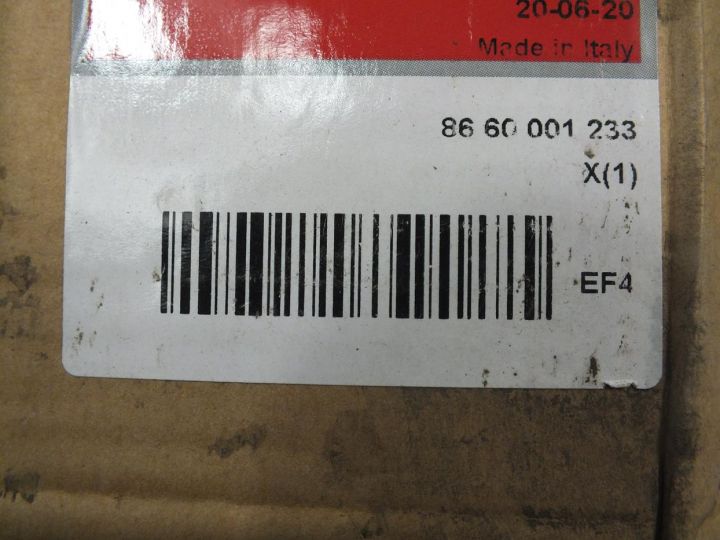 20-06-20
Made in Italy
86 60 001 233
X(1)
EF4